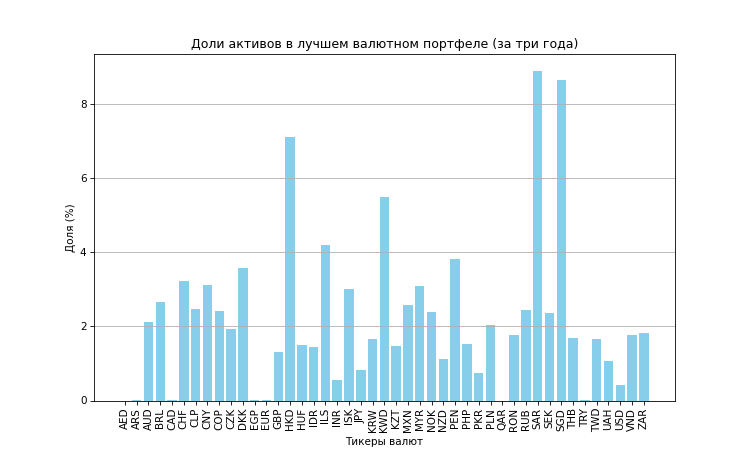 Доли активов в лучшем валютном портфеле (за три года)
Доля (%)
8
6
4
2
0
AED
ARS
AUD
BRL
CAD
CHF
CLP
CNY
COP
CZK
DKK
EGP
EUR
GBP
HKD
HUF
IDR
ILS
INR
ISK
JPY
KRW
KWD
KZT
MXN
MYR
NOK
NZD
PEN
PHP
PKR
PLN
QAR
RON
RUB
SAR
SEK
SGD
THB
TRY
TWD
UAH
USD
VND
ZAR
Тикеры валют